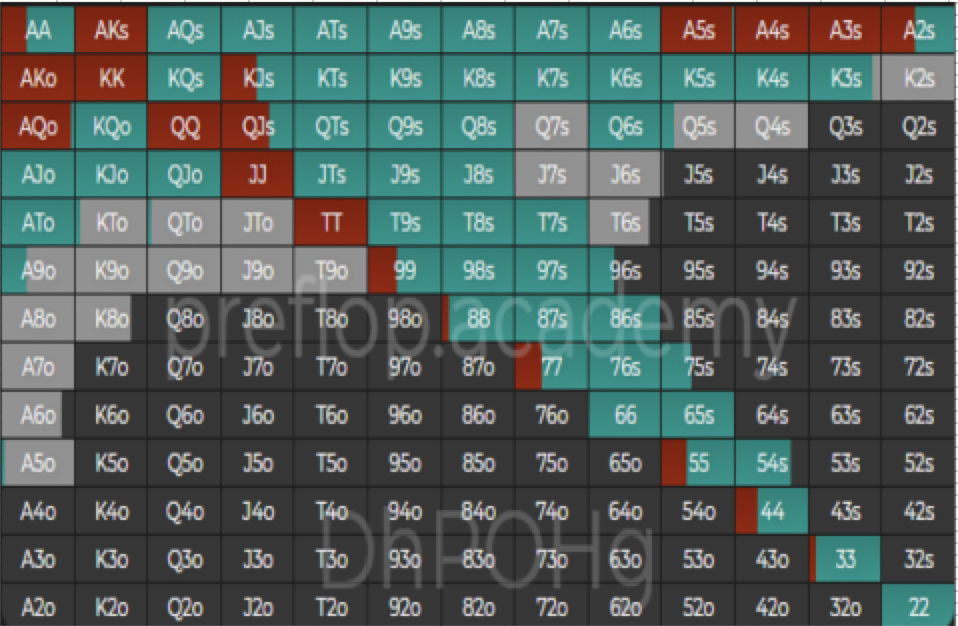 AA AKs AQs AJs ATs A9s A8s A7s A6s A5s A4s A3s A2s
AKo KK KQs KJs KTs K9s K8s K7s K6s K5s K4s K3s K2s
AQo KQo QQ QJs QTs Q9s Q8s Q7s Q6s Q5s Q4s Q3s Q2s
AJo KJo QJo JJ JTs J9s J8s J7s J6s J5s J4s J3s J2s
ATo KTo QTo JTo TT T9s T8s T7s T6s T5s T4s T3s T2s
A9o K9o Q9o J9o T9o 99 98s 97s 96s 95s 94s 93s 92s
A8o K8o Q8o J8o T8o 98o 88 87s 86s 85s 84s 83s 82s
preflop.academy
A7o K7o Q7o J7o T7o 97o 87o 77 76s 75s 74s 73s 72s
A6o K6o Q6o J6o T6o 96o 86o 76o 66 65s 64s 63s 62s
A5o K5o Q5o J5o T5o 95o 85o 75o 65o 55 54s 53s 52s
A4o K4o Q4o J4o T4o 94o 84o 74o 64o 54o 44 43s 42s
DhPOHg
A3o K3o Q3o J3o T3o 93o 83o 73o 63o 53o 43o 33 32s
A2o K2o Q2o J2o T2o 92o 82o 72o 62o 52o 42o 32o 22